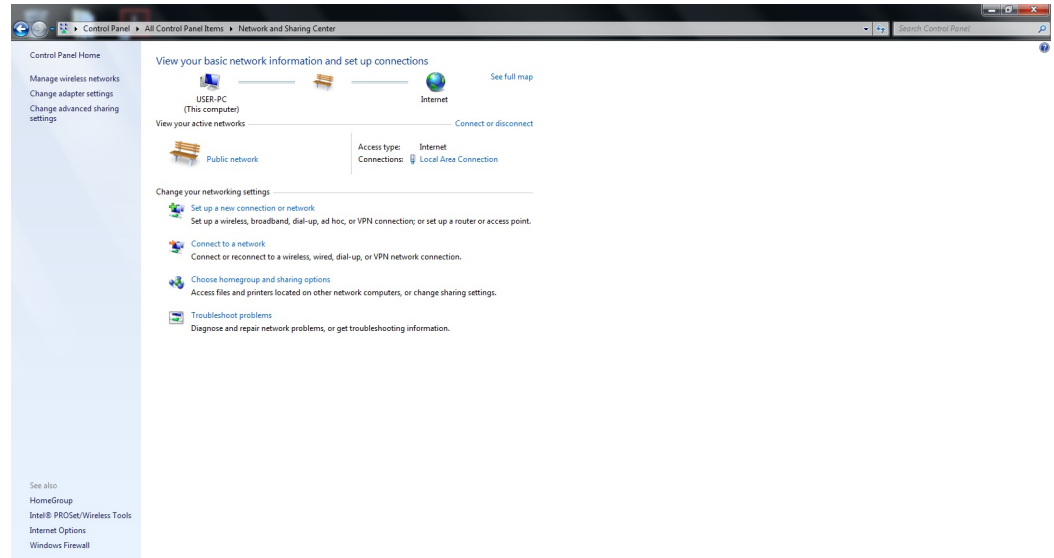 Control Panel ▸ All Control Panel Items ▸ Network and Sharing Center
Search Control Panel
Control Panel Home
Manage wireless networks
Change adapter settings
Change advanced sharing
settings
View your basic network information and set up connections
See full map
USER-PC
(This computer)
Internet
View your active networks
Connect or disconnect
Public network
Access type: Internet
Connections: Local Area Connection
Change your networking settings
Set up a new connection or network
Set up a wireless, broadband, dial-up, ad hoc, or VPN connection; or set up a router or access point.
Connect to a network
Connect or reconnect to a wireless, wired, dial-up, or VPN network connection.
Choose homegroup and sharing options
Access files and printers located on other network computers, or change sharing settings.
Troubleshoot problems
Diagnose and repair network problems, or get troubleshooting information.
See also
HomeGroup
Intel® PROSet/Wireless Tools
Internet Options
Windows Firewall